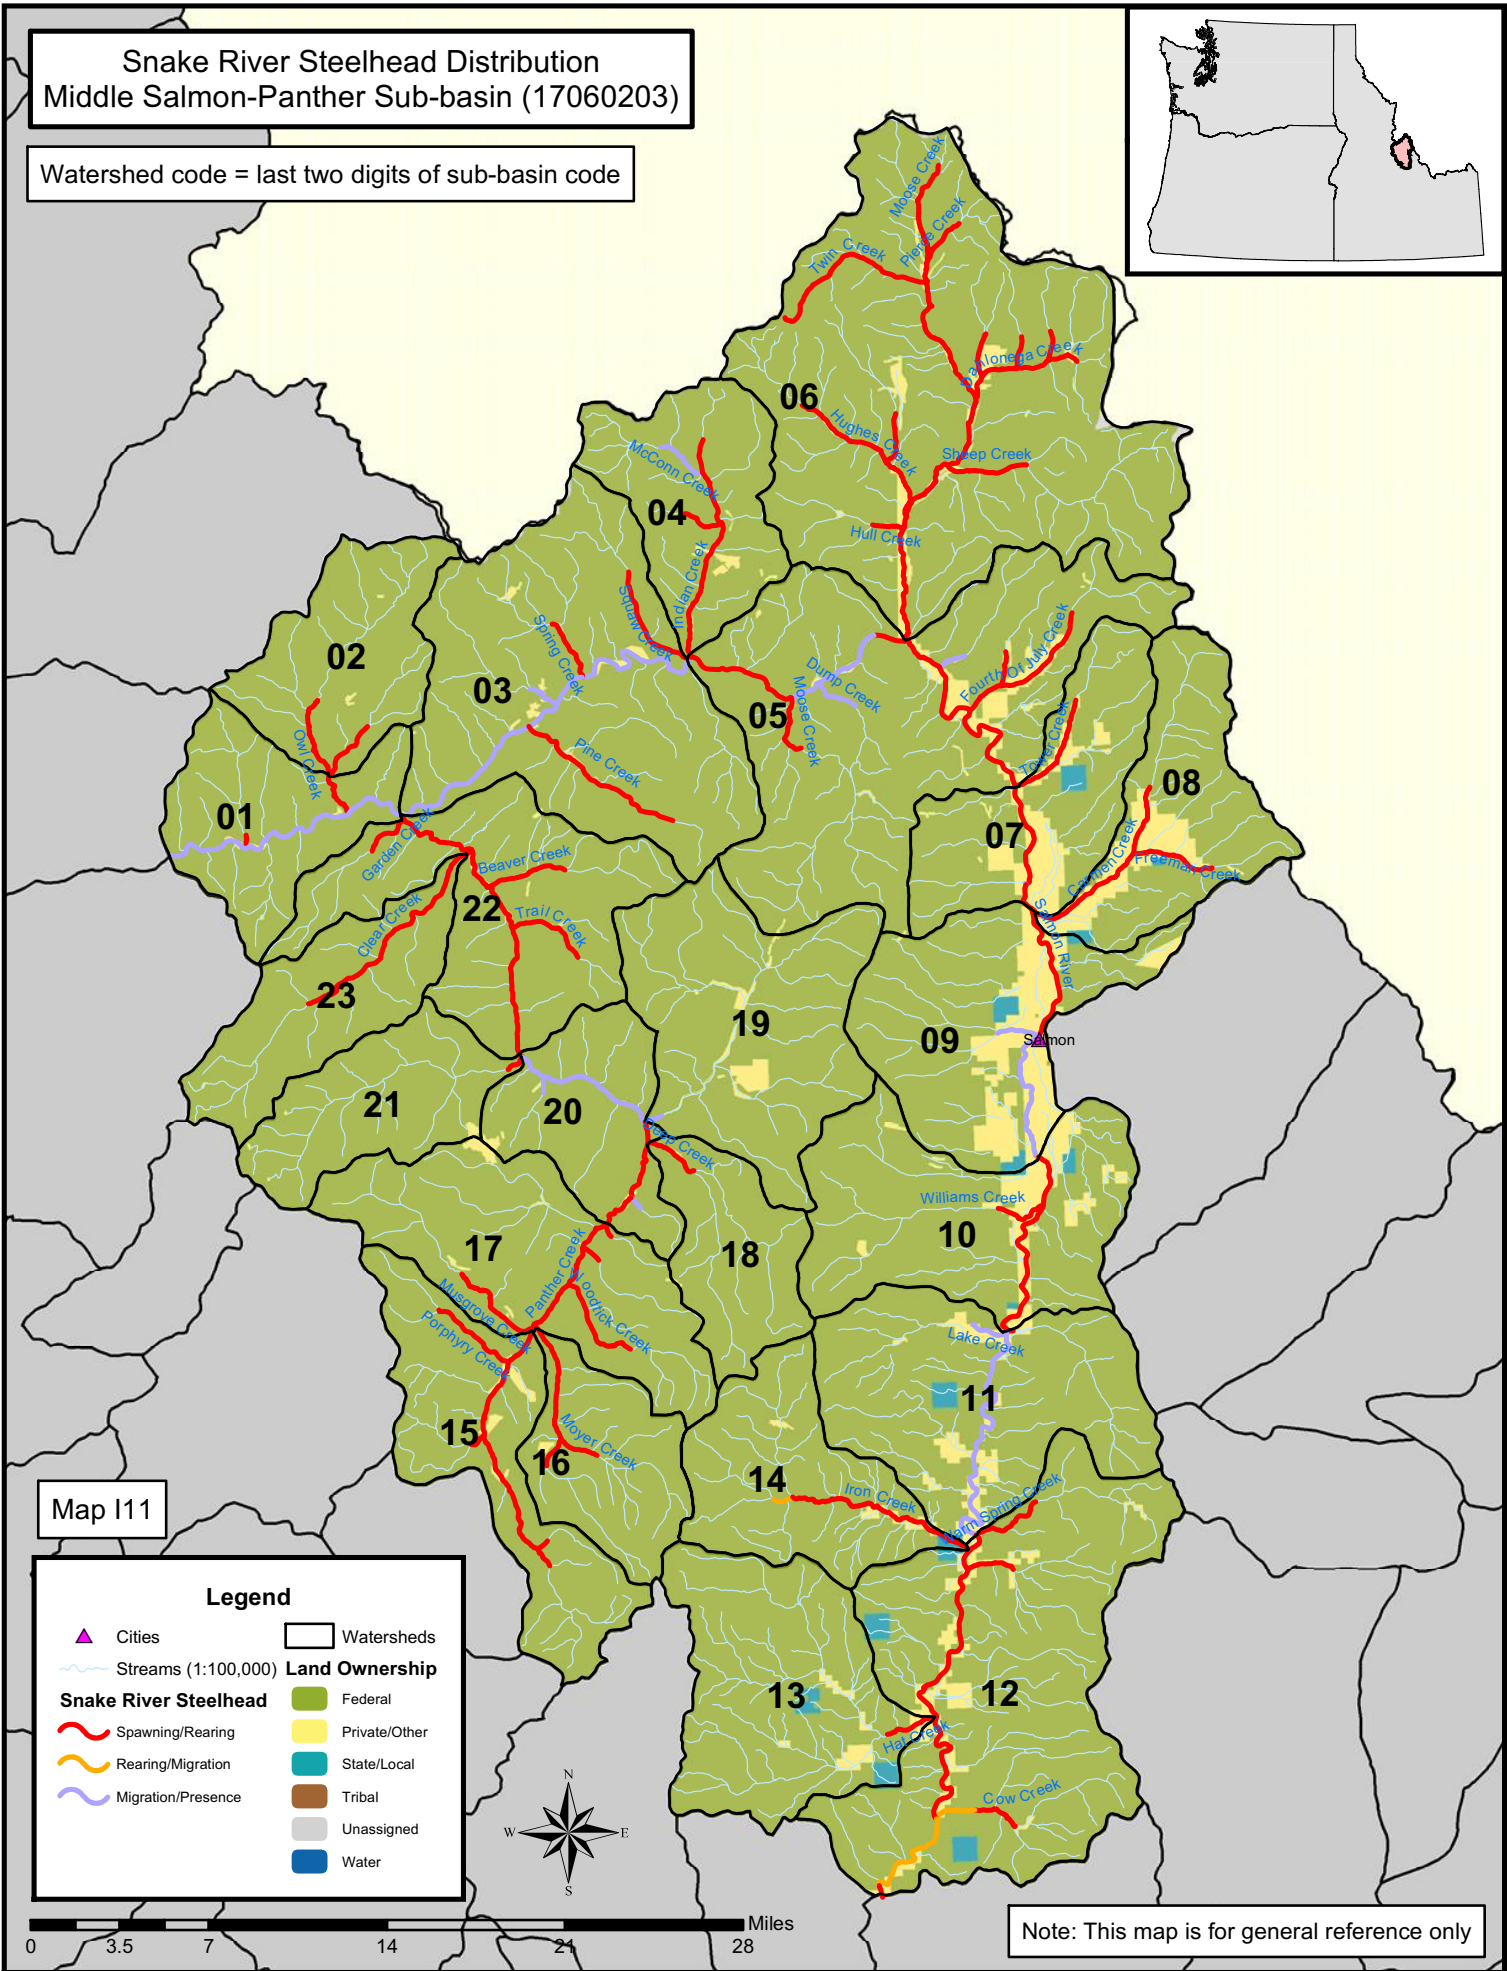 Snake River Steelhead Distribution
Middle Salmon-Panther Sub-basin (17060203)
Watershed code = last two digits of sub-basin code
Moose Creek
Pierce Creek
Twin Creek
Dahlonega Creek
06
Hughes Creek
Sheep Creek
McConn Creek
04
Hull Creek
Indian Creek
Squaw Creek
Spring Creek
Fourth Of July Creek
02
03
Dump Creek
05
Moose Creek
Tower Creek
Owl Creek
Pine Creek
08
01
07
Garden Creek
Carmen Creek
Freeman Creek
Beaver Creek
22
Trail Creek
Clear Creek
Salmon River
23
19
09
Salmon
21
20
Deep Creek
Williams Creek
10
17
18
Panther Creek
Woodtick Creek
Musgrove Creek
Porphyry Creek
Lake Creek
11
15
Moyer Creek
16
14
Iron Creek
Warm Spring Creek
Map I11
13
12
Hat Creek
Cow Creek
Legend
Cities
Watersheds
Streams (1:100,000)
Land Ownership
Snake River Steelhead
Federal
Spawning/Rearing
Private/Other
Rearing/Migration
State/Local
Migration/Presence
Tribal
Unassigned
Water
N
W
E
S
Miles
0 3.5 7 14 21 28
Note: This map is for general reference only